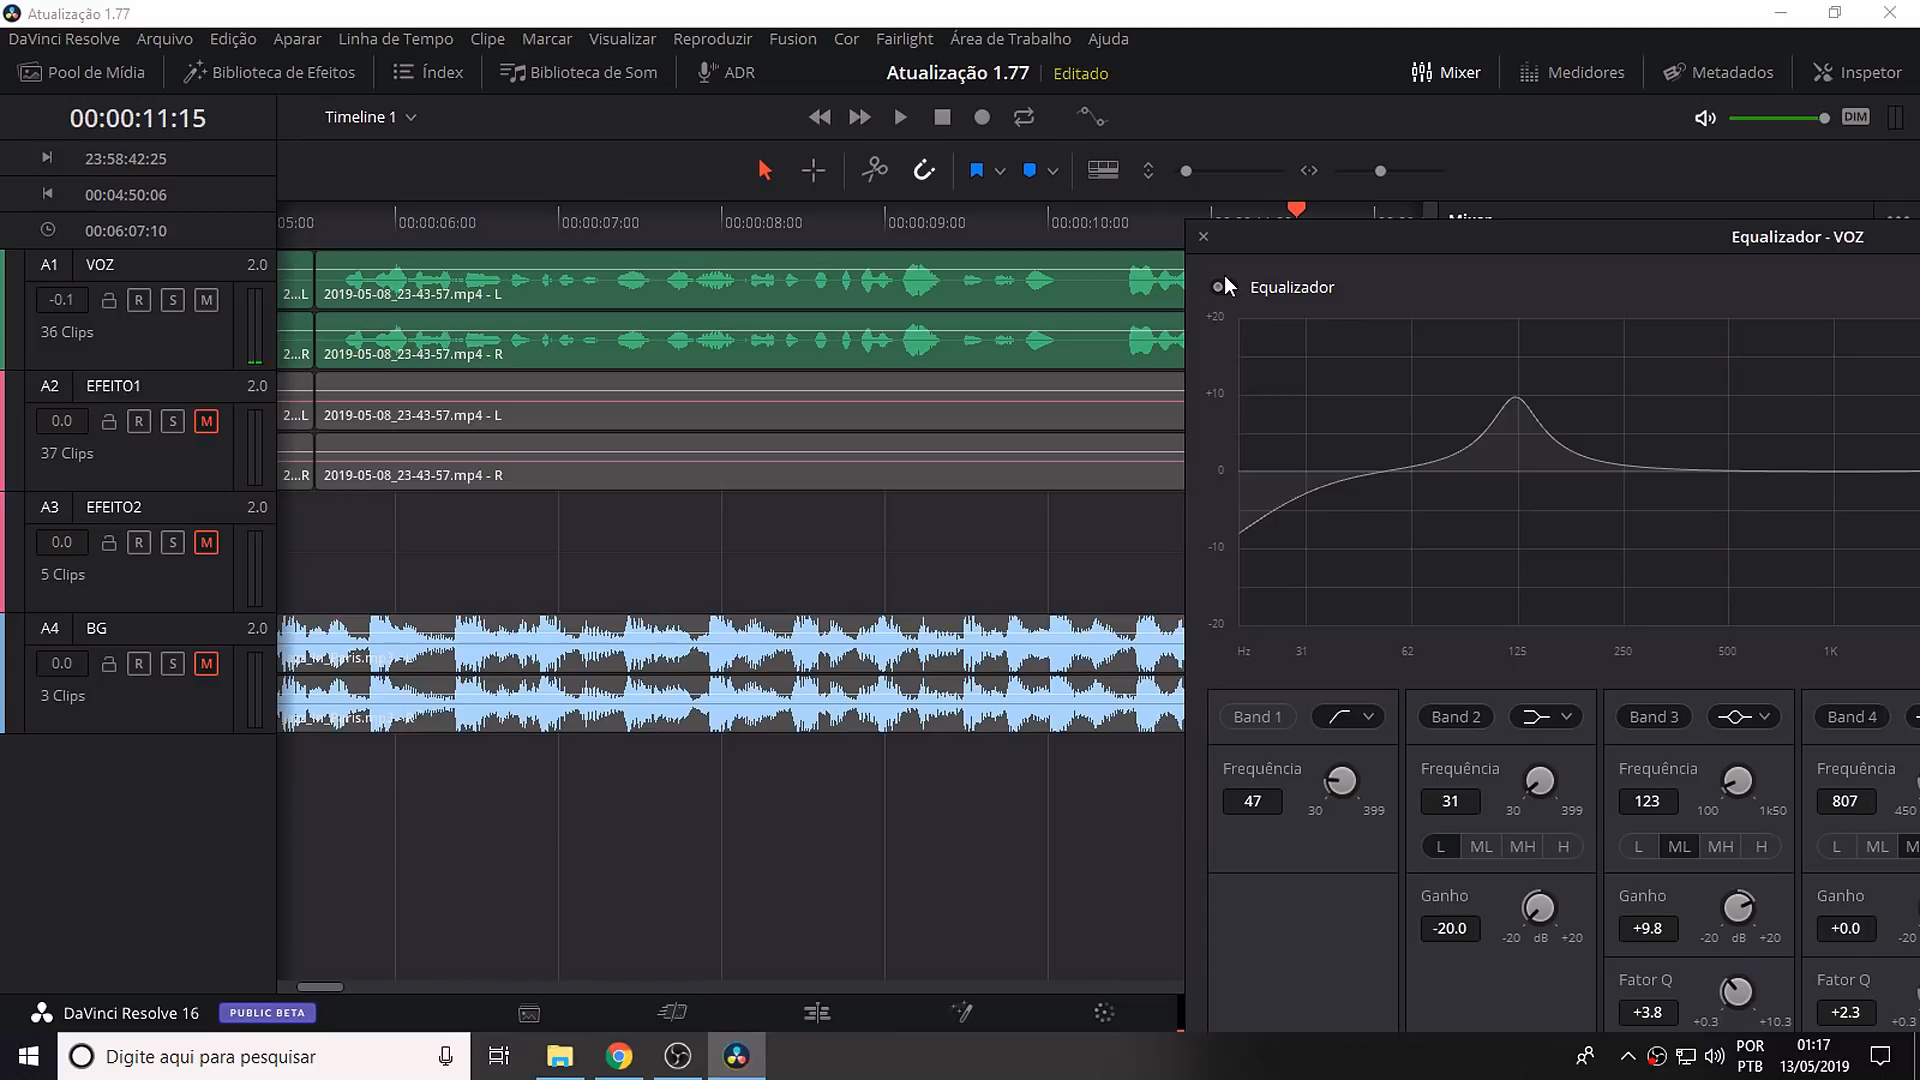 Atualização 1.77
DaVinci Resolve Arquivo Edição Aparar Linha de Tempo Clipe Marcar Visualizar Reproduzir Fusion Cor Fairlight Área de Trabalho Ajuda
Pool de Mídia Biblioteca de Efeitos Índex Biblioteca de Som ADR Atualização 1.77 Editado Mixer Medidores Metadados Inspetor
00:00:11:15 Timeline 1 DIM
23:58:42:25
00:04:50:06
00:06:07:10
05:00 00:00:06:00 00:00:07:00 00:00:08:00 00:00:09:00 00:00:10:00
Equalizador - VOZ
Equalizador
A1 VOZ 2.0
-0.1 R S M
36 Clips
2...L 2019-05-08_23-43-57.mp4 - L
2...R 2019-05-08_23-43-57.mp4 - R
A2 EFEITO1 2.0
0.0 R S M
37 Clips
2...L 2019-05-08_23-43-57.mp4 - L
2...R 2019-05-08_23-43-57.mp4 - R
A3 EFEITO2 2.0
0.0 R S M
5 Clips
A4 BG 2.0
0.0 R S M
3 Clips
+20
+10
0
-10
-20
Hz 31 62 125 250 500 1K
Band 1 Band 2 Band 3 Band 4
Frequência Frequência Frequência Frequência
47 30 399 31 30 399 123 100 1k50 807 450
L ML MH H L ML MH H L ML M
Ganho Ganho Ganho
-20.0 -20 dB +20 +9.8 -20 dB +20 +0.0 -20
Fator Q Fator Q
+3.8 +0.3 +10.3 +2.3 +0.3
DaVinci Resolve 16 PUBLIC BETA
Digite aqui para pesquisar
POR
PTB
01:17
13/05/2019